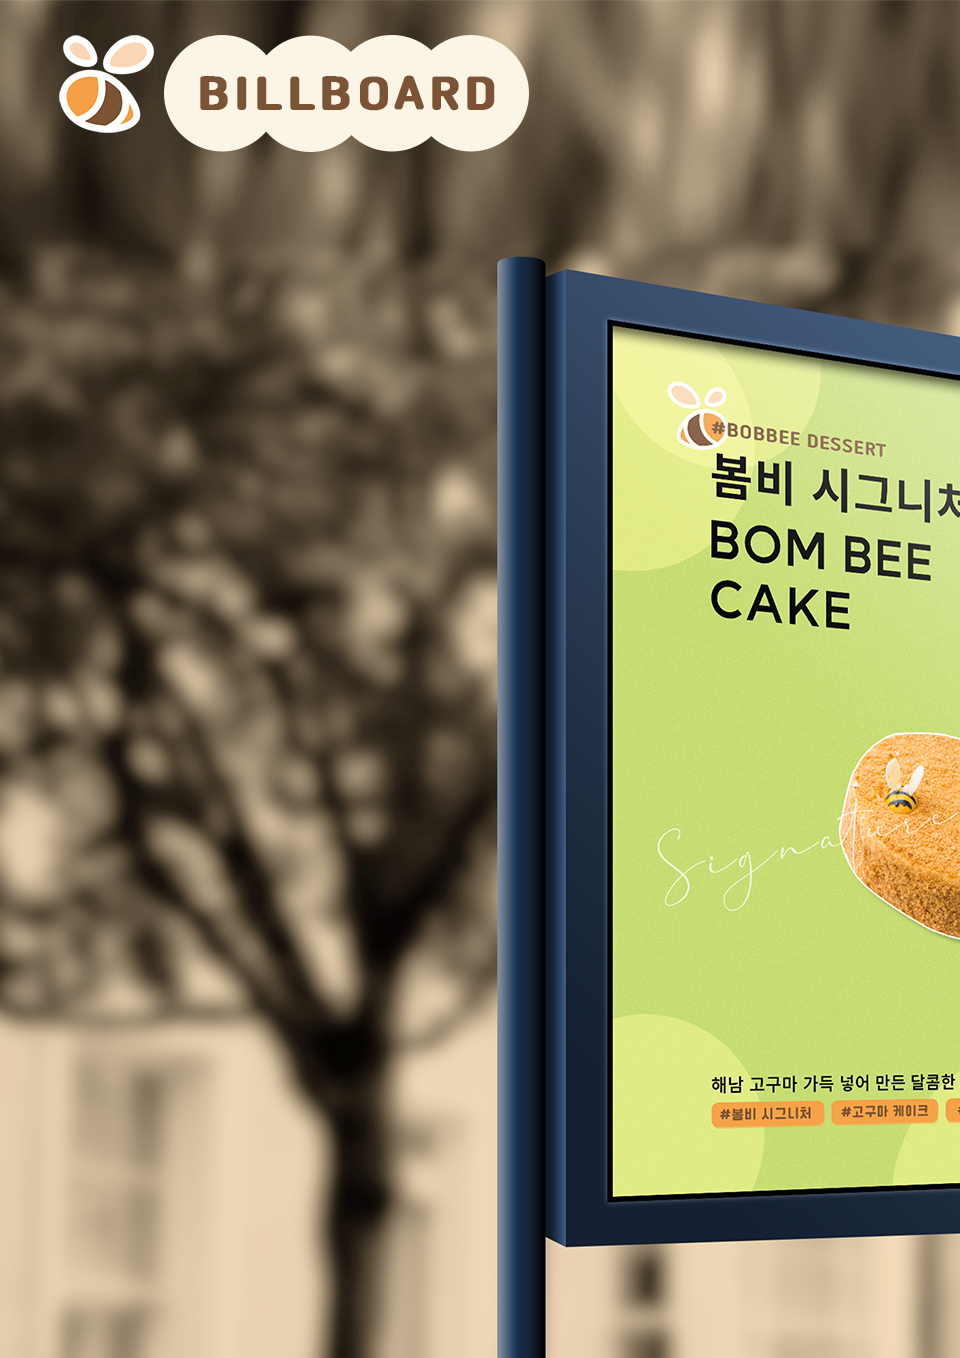 BILLBOARD
#BOBBEE DESSERT
봄비 시그니처
BOM BEE
CAKE
Signature
해남 고구마 가득 넣어 만든 달콤한
#봄비 시그니처 #고구마 케이크 #